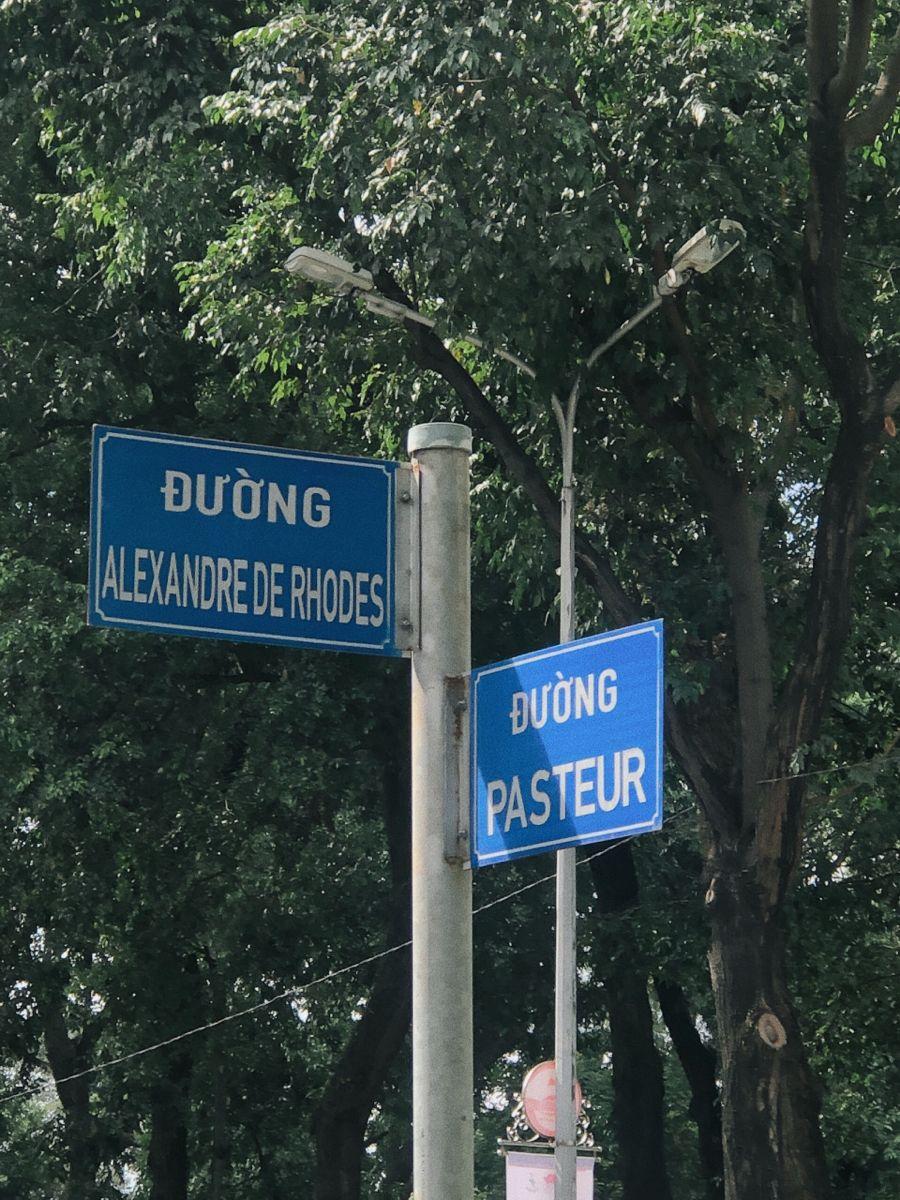 ĐƯỜNG
ALEXANDRE DE RHODES
ĐƯỜNG
PASTEUR